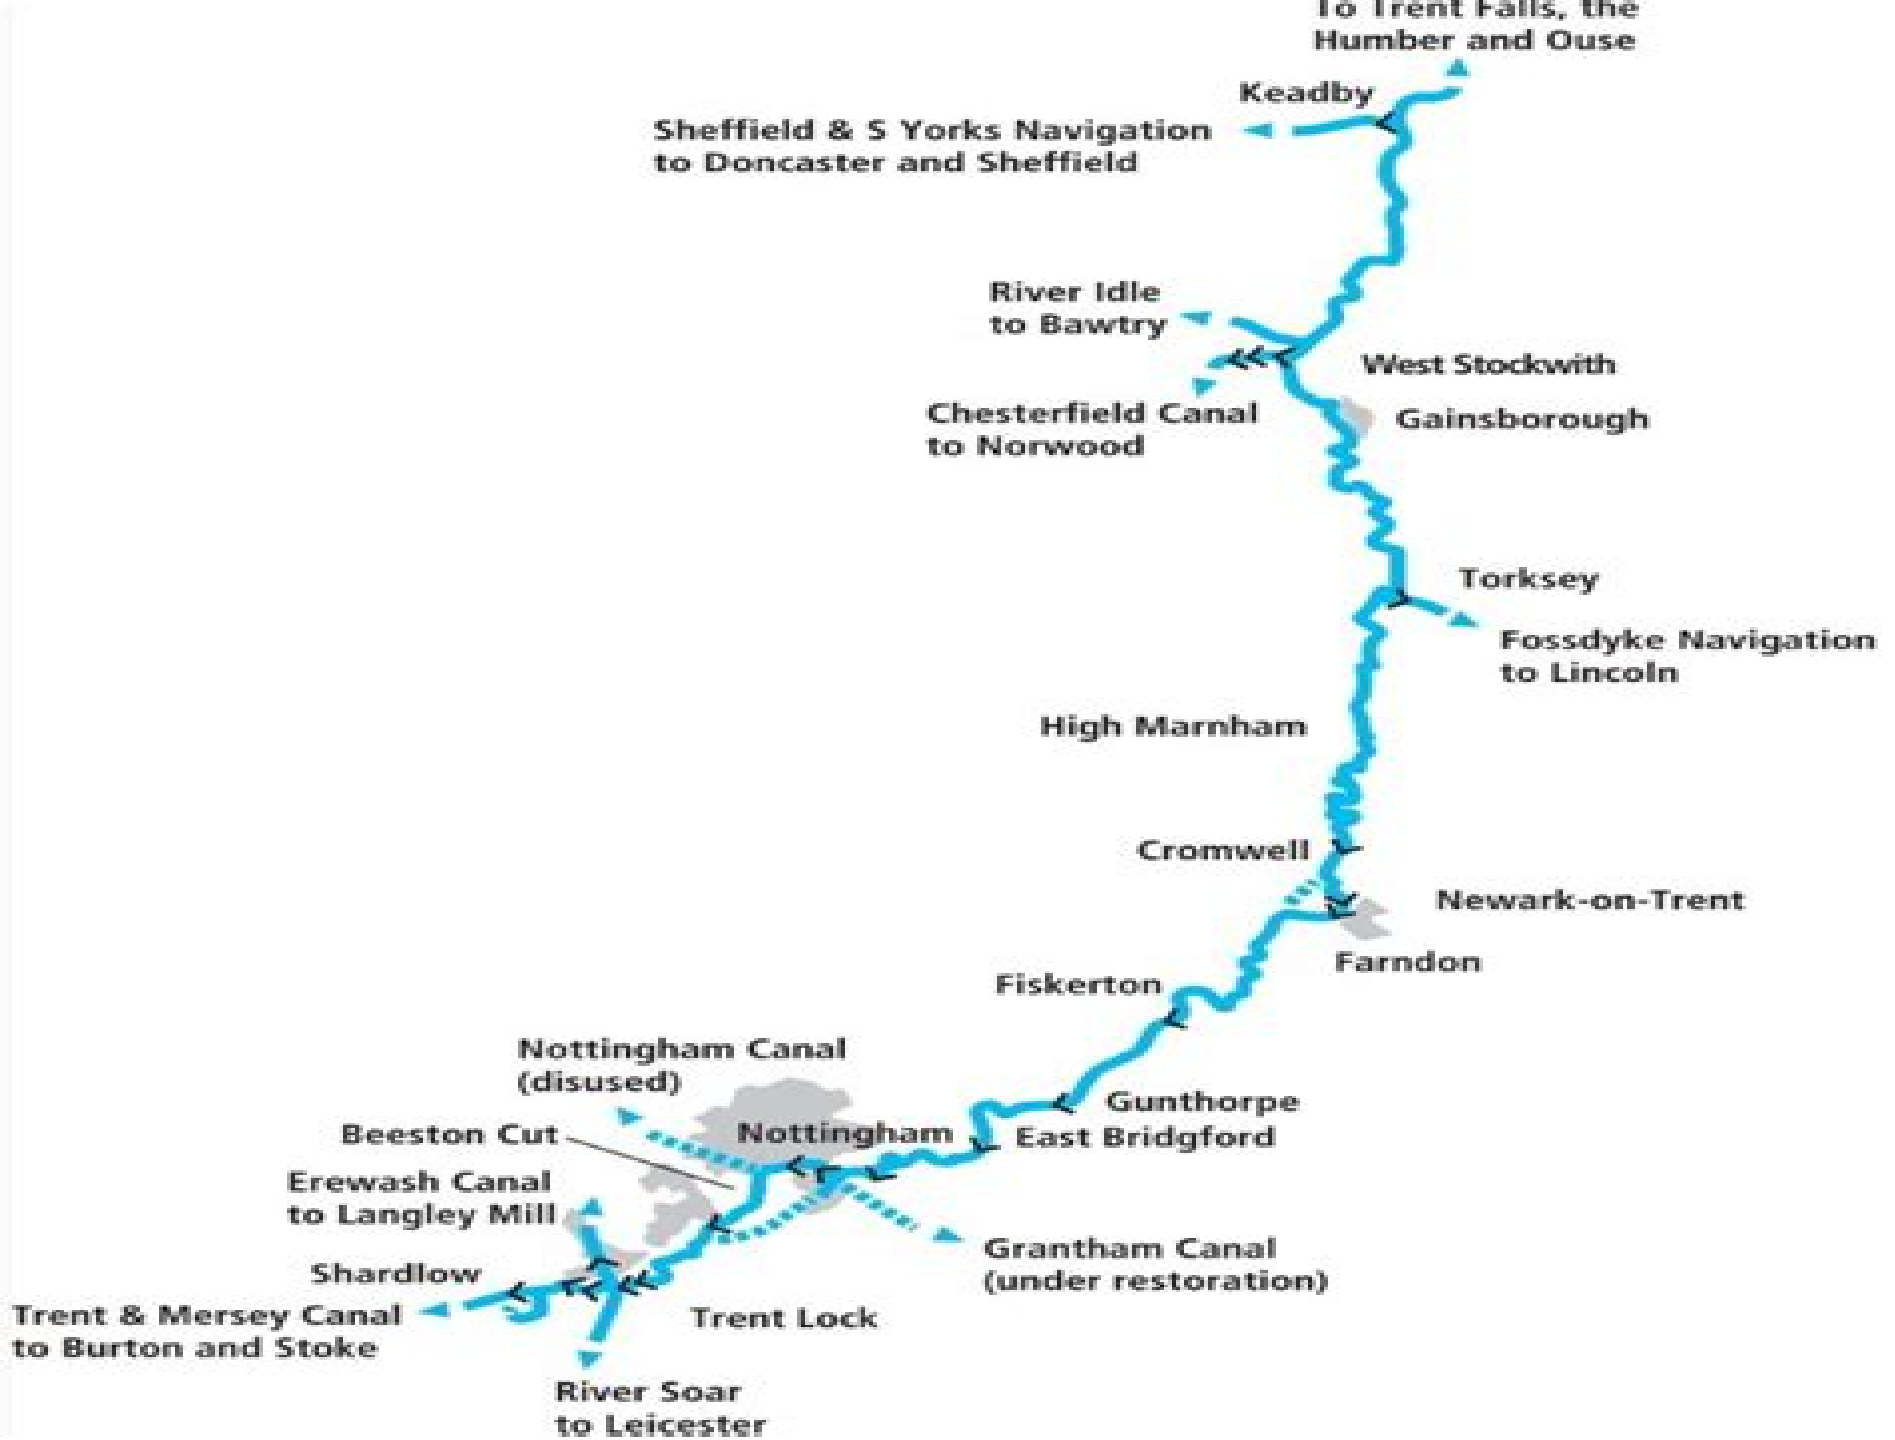 To Trent Falls, the
Humber and Ouse
Keadby
Sheffield & S Yorks Navigation
to Doncaster and Sheffield
River Idle
to Bawtry
West Stockwith
Chesterfield Canal
to Norwood
Gainsborough
Torksey
Fossdyke Navigation
to Lincoln
High Marnham
Cromwell
Newark-on-Trent
Farndon
Fiskerton
Nottingham Canal
(disused)
Gunthorpe
Beeston Cut
Nottingham
East Bridgford
Erewash Canal
to Langley Mill
Grantham Canal
(under restoration)
Shardlow
Trent & Mersey Canal
to Burton and Stoke
Trent Lock
River Soar
to Leicester